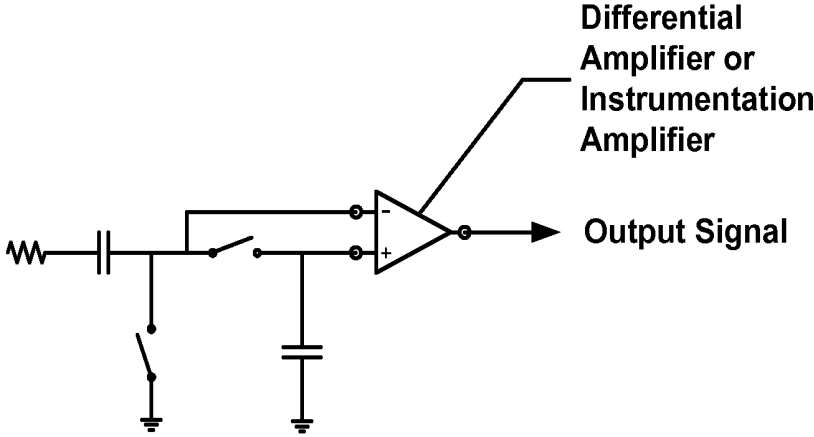 Differential
Amplifier or
Instrumentation
Amplifier
-
+
Output Signal